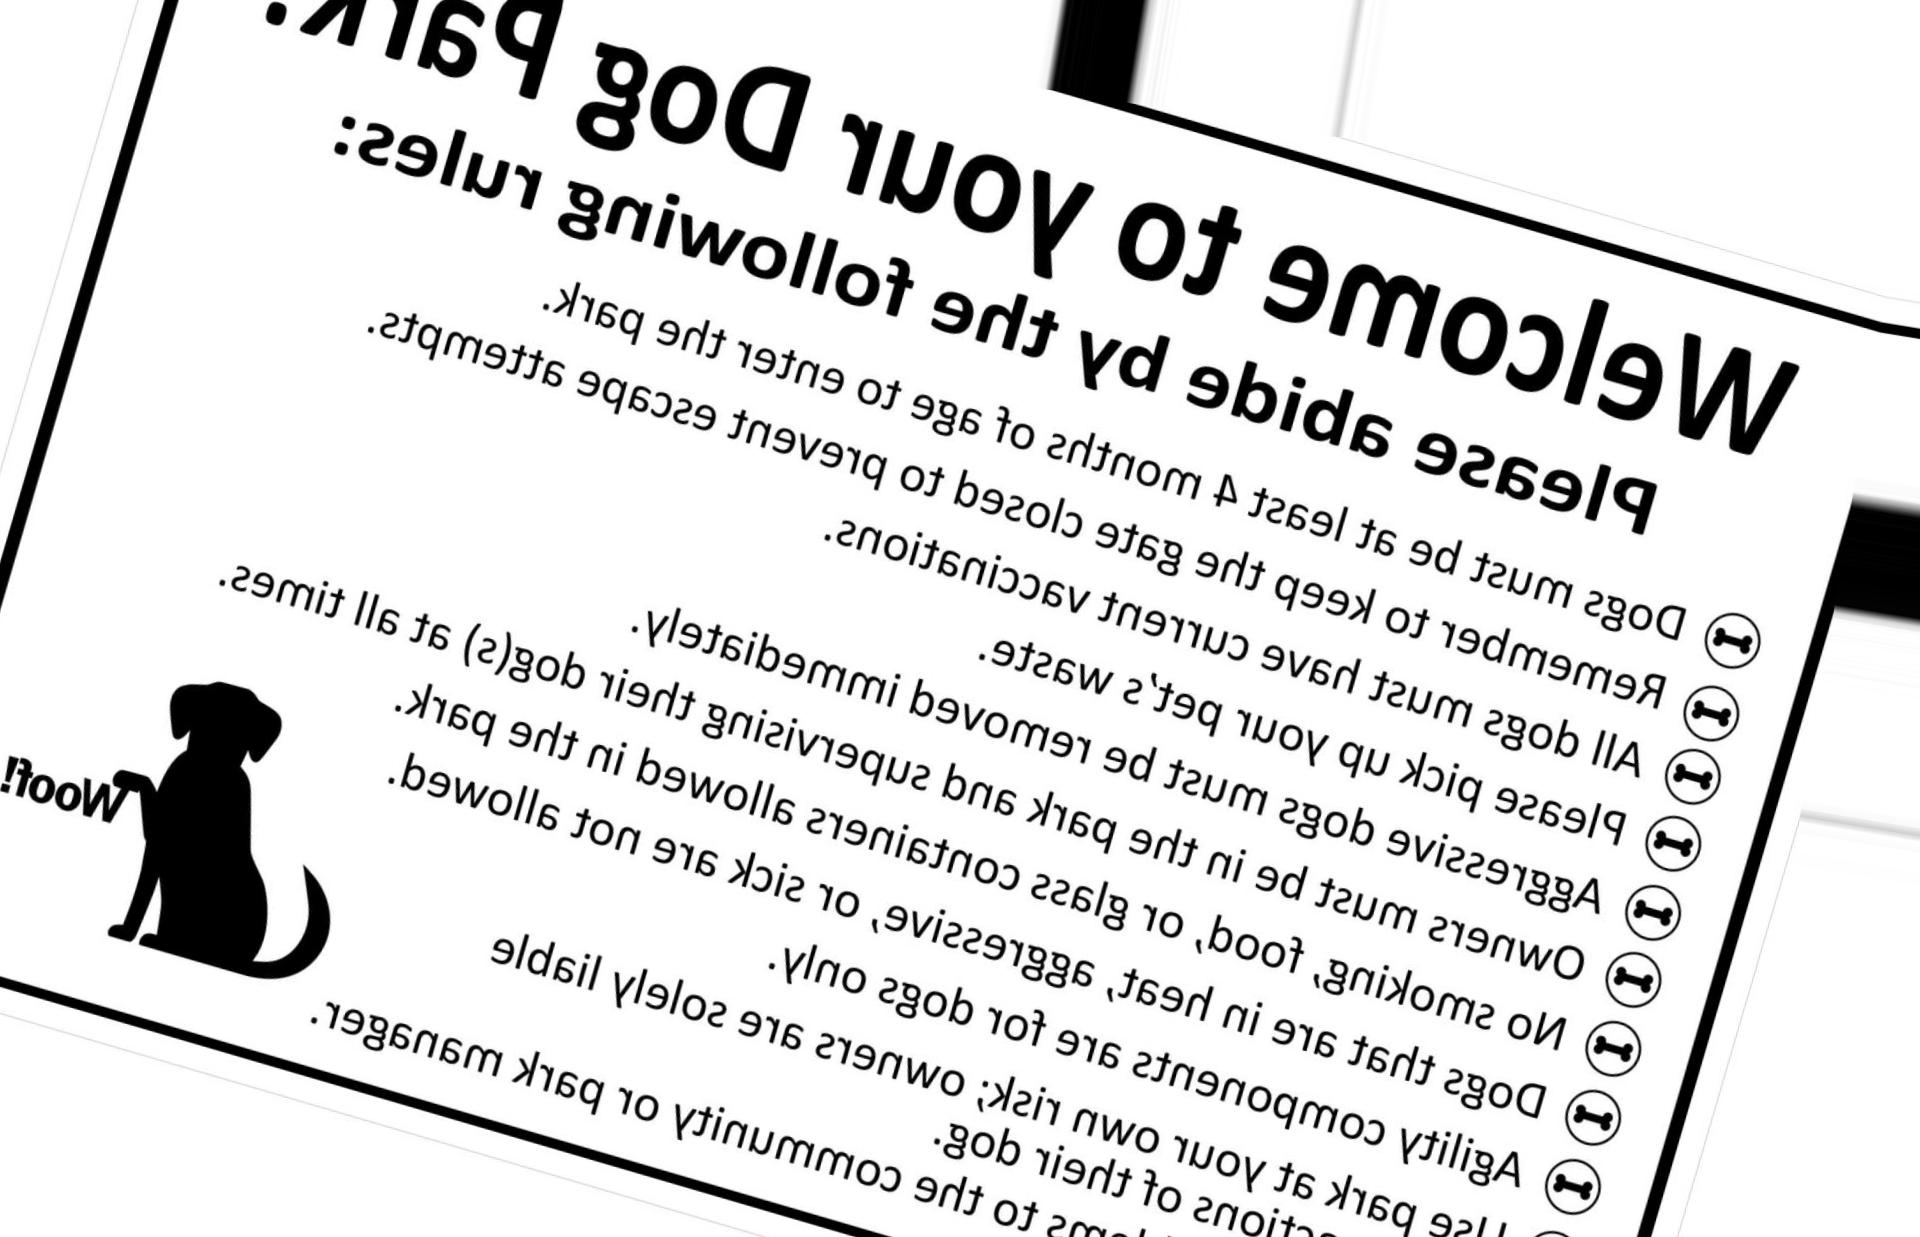 Welcome to your Dog Park!
Please abide by the following rules:
Dogs must be at least 4 months of age to enter the park.
Remember to keep the gate closed to prevent escape attempts.
All dogs must have current vaccinations.
Please pick up your pet's waste.
Aggressive dogs must be removed immediately.
Owners must be in the park and supervising their dog(s) at all times.
No smoking, food, or glass containers allowed in the park.
Dogs that are in heat, aggressive, or sick are not allowed.
Agility components are for dogs only.
Use park at your own risk; owners are solely liable
of their dog.
to the community or park manager.
Woof!